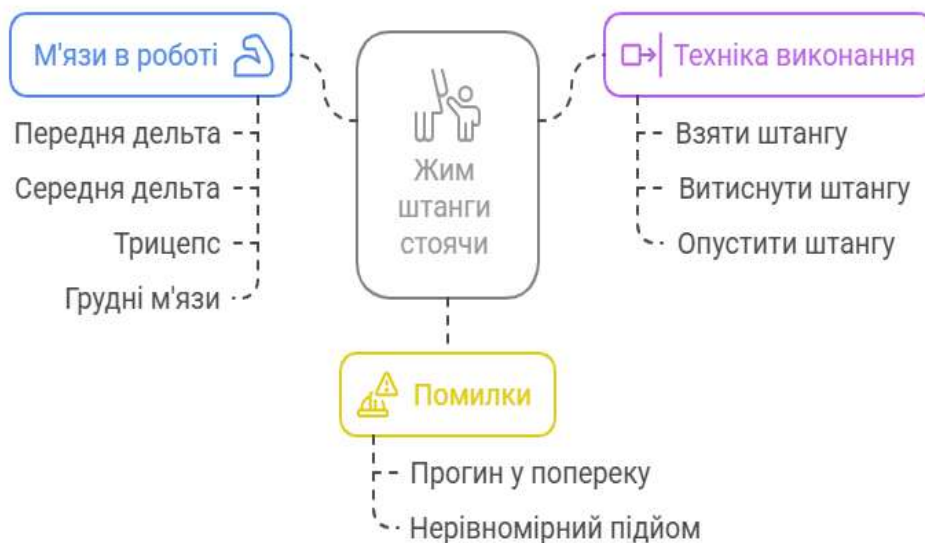 М'язи в роботі
Передня дельта
Середня дельта
Трицепс
Грудні м'язи
Жим
штанги
стоячи
Техніка виконання
Взяти штангу
Витиснути штангу
Опустити штангу
Помилки
Прогин у попереку
Нерівномірний підйом